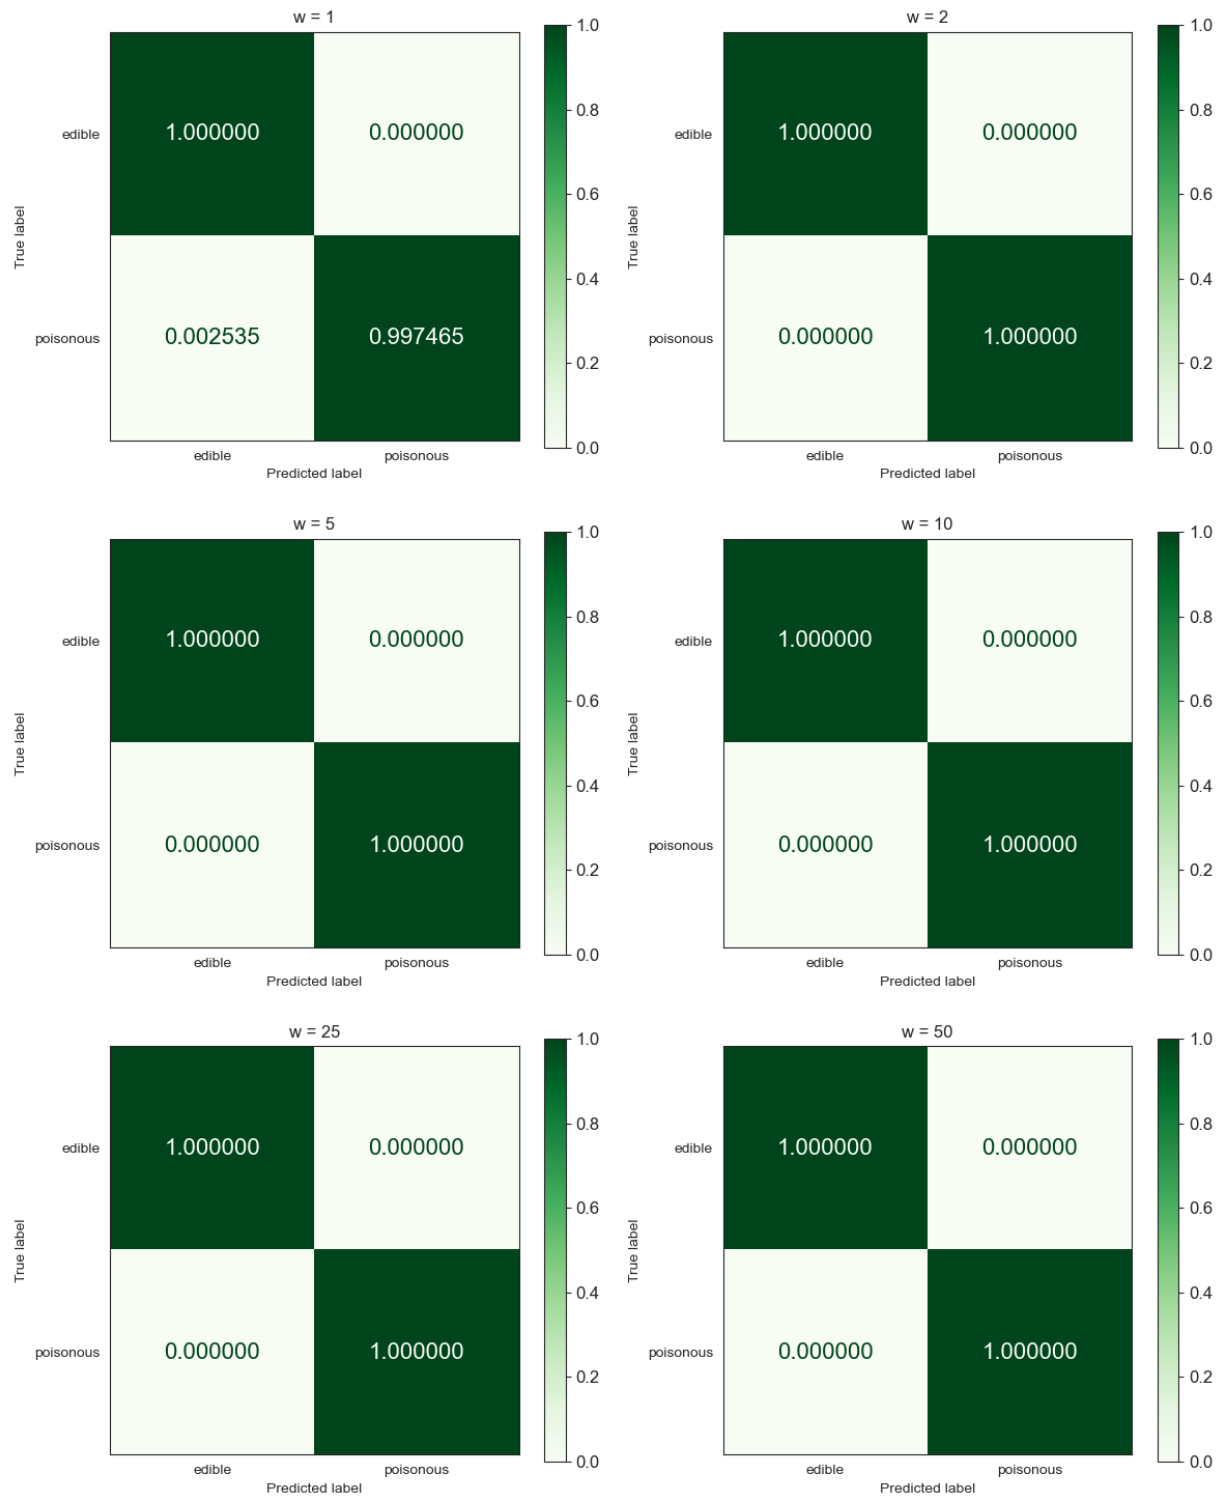 w = 1
1.0
0.8
0.6
0.4
0.2
0.0
True label
edible
poisonous
1.000000 0.000000
0.002535 0.997465
edible poisonous
Predicted label
w = 2
1.0
0.8
0.6
0.4
0.2
0.0
True label
edible
poisonous
1.000000 0.000000
0.000000 1.000000
edible poisonous
Predicted label
w = 5
1.0
0.8
0.6
0.4
0.2
0.0
True label
edible
poisonous
1.000000 0.000000
0.000000 1.000000
edible poisonous
Predicted label
w = 10
1.0
0.8
0.6
0.4
0.2
0.0
True label
edible
poisonous
1.000000 0.000000
0.000000 1.000000
edible poisonous
Predicted label
w = 25
1.0
0.8
0.6
0.4
0.2
0.0
True label
edible
poisonous
1.000000 0.000000
0.000000 1.000000
edible poisonous
Predicted label
w = 50
1.0
0.8
0.6
0.4
0.2
0.0
True label
edible
poisonous
1.000000 0.000000
0.000000 1.000000
edible poisonous
Predicted label